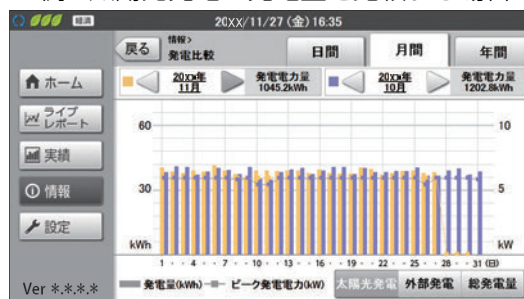 経済
20XX/11/27 (金) 16:35
戻る
情報>
発電比較
日間
月間
年間
ホーム
ライブ
レポート
実績
情報
設定
Ver *.*.*.*
20xx年
11月
発電電力量
1045.2kWh
20xx年
10月
発電電力量
1202.8kWh
60
30
kWh
10
5
kW
1 ・ ・ 4 ・ ・ 7 ・ ・ 10 ・ ・ 13 ・ ・ 16 ・ ・ 19 ・ ・ 22 ・ ・ 25 ・ ・ 28 ・ ・ 31 (日)
発電量(kWh)
ピーク発電電力(kW)
太陽光発電
外部発電
総発電量